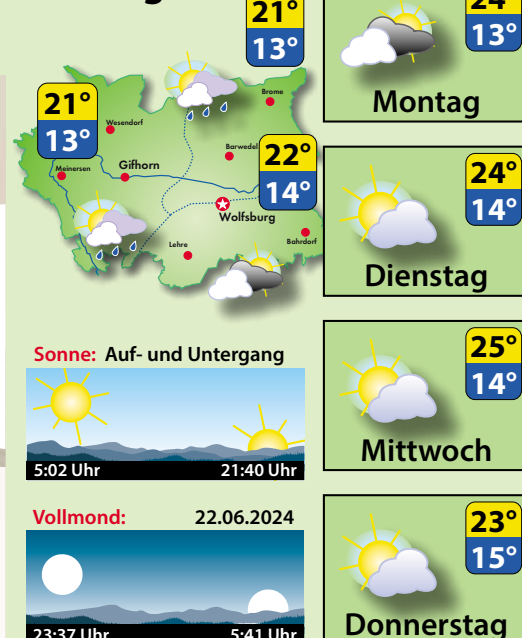 21°
13°
21°
13°
Brome
Wesendorf
Barwedel
22°
14°
Meinersen
Gifhorn
Wolfsburg
Lehre
Bahrdorf
Sonne: Auf- und Untergang
5:02 Uhr 21:40 Uhr
Vollmond: 22.06.2024
23:37 Uhr 5:41 Uhr
24°
13°
Montag
24°
14°
Dienstag
25°
14°
Mittwoch
23°
15°
Donnerstag